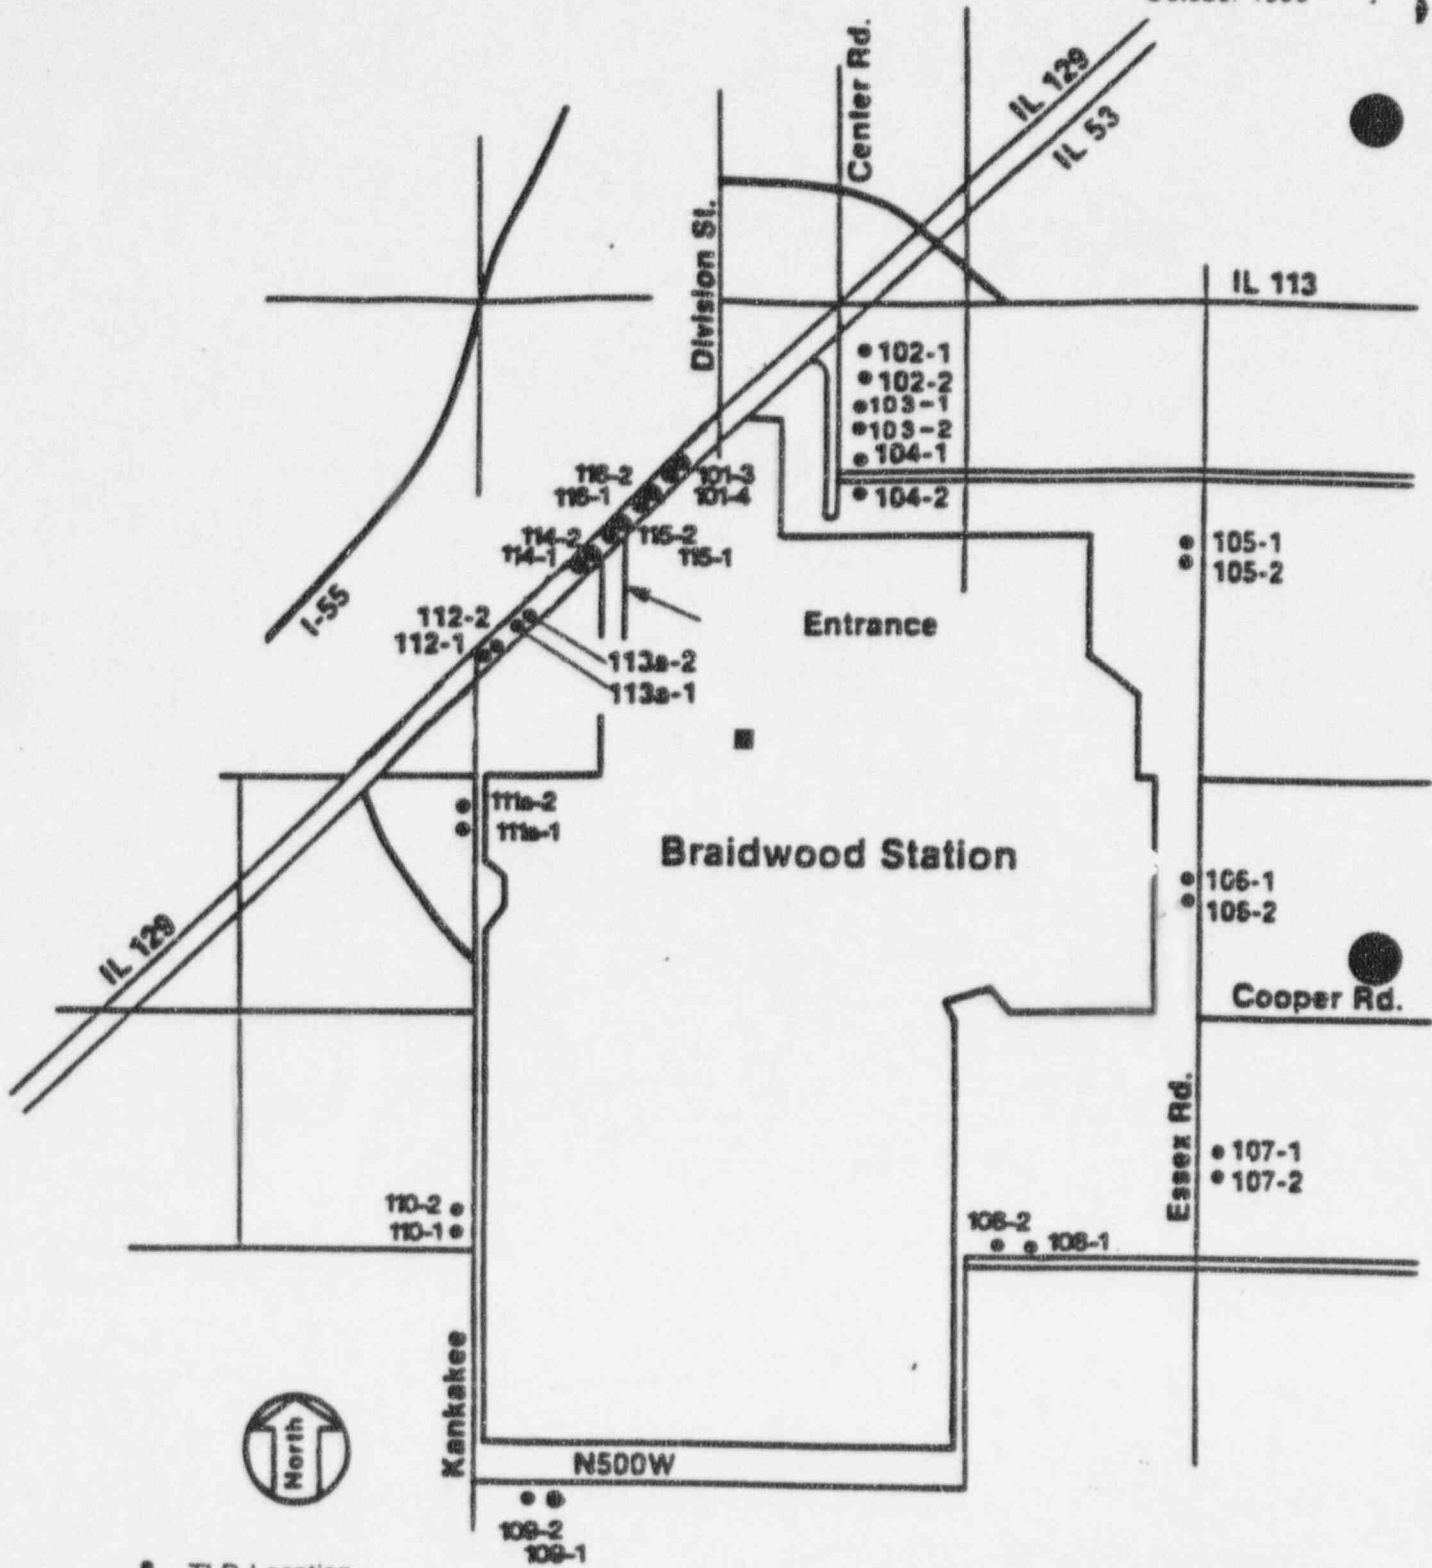 Center Rd.
IL 129
IL 53
Division St.
IL 113
102-1
102-2
103-1
103-2
104-1
104-2
116-2
116-1
101-3
101-4
114-2
114-1
115-2
115-1
105-1
105-2
I-55
112-2
112-1
Entrance
113a-2
113a-1
111a-2
111a-1
Braidwood Station
106-1
106-2
IL 129
Cooper Rd.
Essex Rd.
107-1
107-2
110-2
110-1
108-2
108-1
Kankakee
North
N500W
109-2
109-1
TLD Location